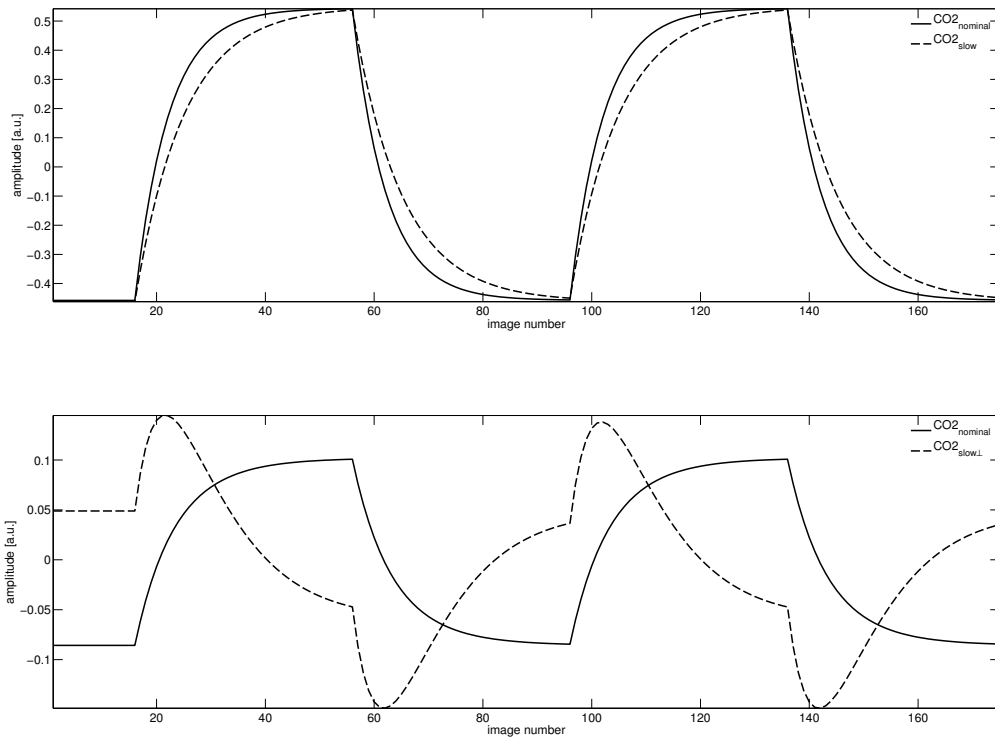 0.5
0.4
0.3
0.2
0.1
0
−0.1
−0.2
−0.3
−0.4
amplitude [a.u.]
CO2nominal
CO2slow
20 40 60 80 100 120 140 160
image number
0.1
0.05
0
−0.05
−0.1
amplitude [a.u.]
CO2nominal
CO2slow⊥
20 40 60 80 100 120 140 160
image number